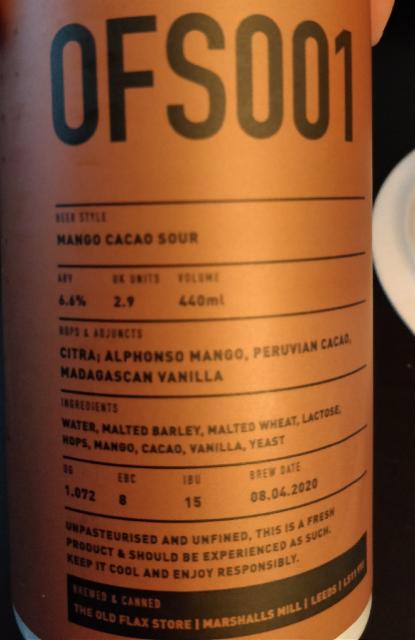 OFS001
BEER STYLE
MANGO CACAO SOUR
ABV UK UNITS VOLUME
6.6% 2.9 440ml
HOPS & ADJUNCTS
CITRA; ALPHONSO MANGO, PERUVIAN CACAO,
MADAGASCAN VANILLA
INGREDIENTS
WATER, MALTED BARLEY, MALTED WHEAT, LACTOSE,
HOPS, MANGO, CACAO, VANILLA, YEAST
OG EBC IBU BREW DATE
1.072 8 15 08.04.2020
UNPASTEURISED AND UNFINED, THIS IS A FRESH
PRODUCT & SHOULD BE EXPERIENCED AS SUCH.
KEEP IT COOL AND ENJOY RESPONSIBLY.
BREWED & CANNED
THE OLD FLAX STORE | MARSHALLS MILL | LEEDS |